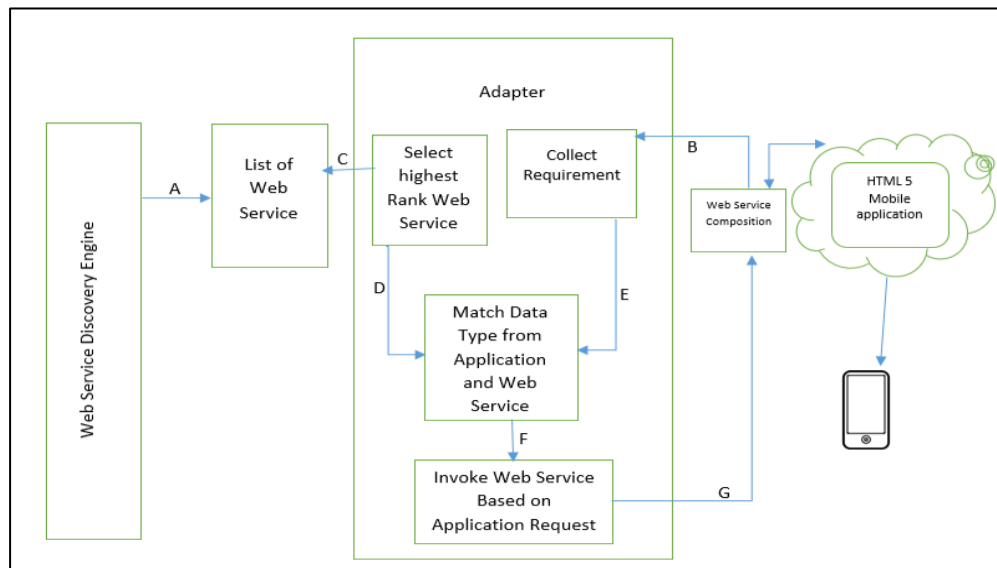 Adapter
Web Service Discovery Engine
A
List of
Web
Service
C
Select
highest
Rank Web
Service
Collect
Requirement
B
Web Service
Composition
HTML 5
Mobile
application
D
E
Match Data
Type from
Application
and Web
Service
F
Invoke Web Service
Based on
Application Request
G